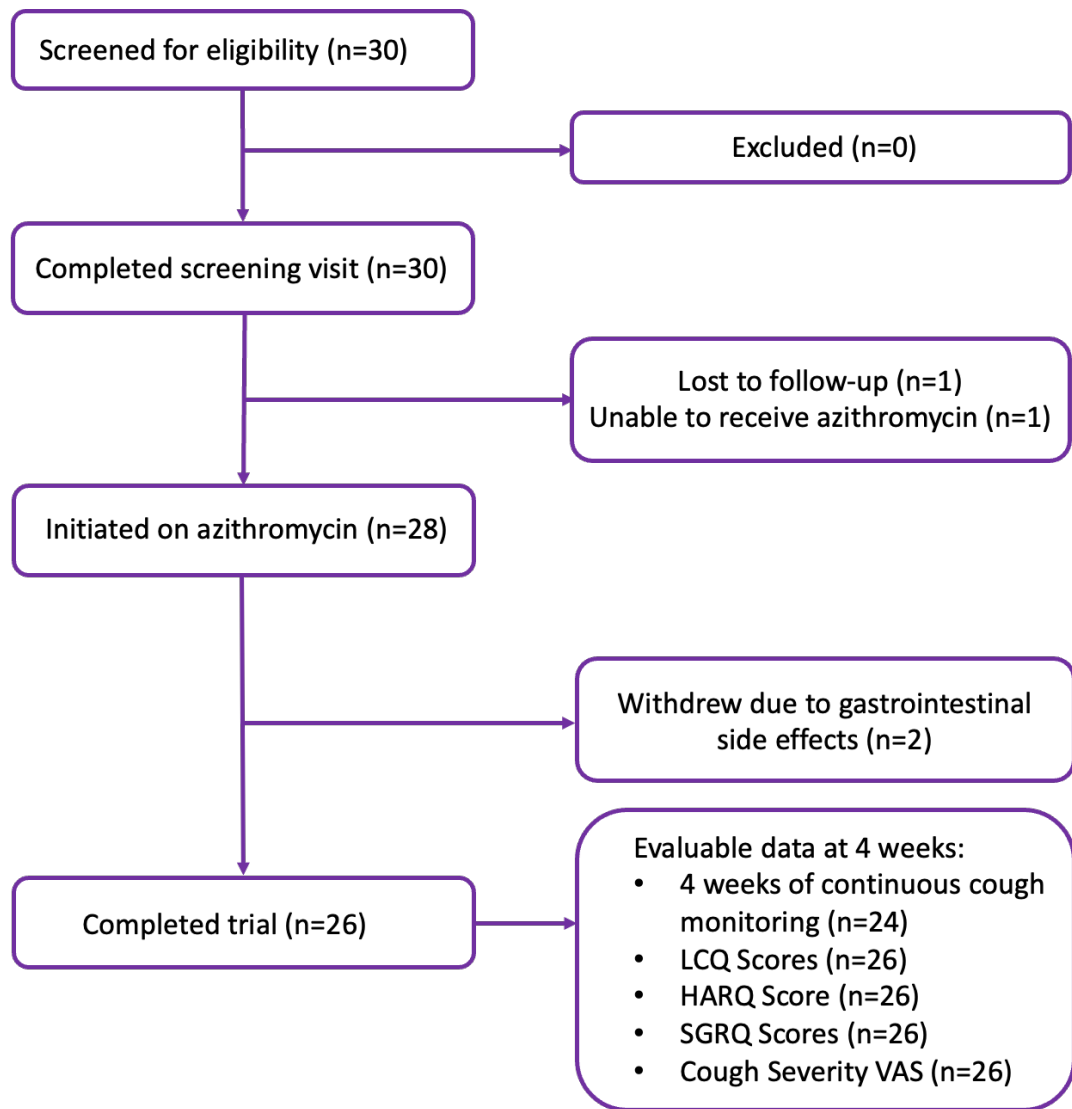 Screened for eligibility (n=30)
Excluded (n=0)
Completed screening visit (n=30)
Lost to follow-up (n=1)
Unable to receive azithromycin (n=1)
Initiated on azithromycin (n=28)
Withdrew due to gastrointestinal
side effects (n=2)
Completed trial (n=26)
Evaluable data at 4 weeks:
• 4 weeks of continuous cough
monitoring (n=24)
• LCQ Scores (n=26)
• HARQ Score (n=26)
• SGRQ Scores (n=26)
• Cough Severity VAS (n=26)